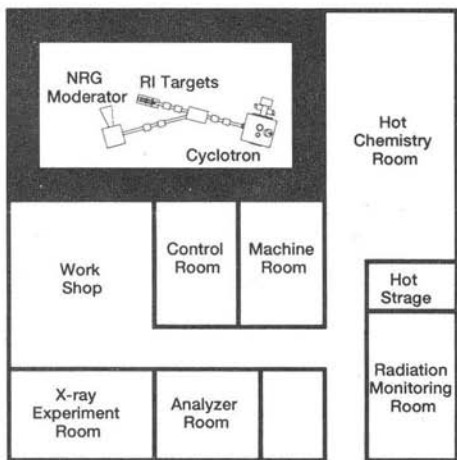 NRG
Moderator
RI Targets
Cyclotron
Hot
Chemistry
Room
Work
Shop
Control
Room
Machine
Room
Hot
Strage
X-ray
Experiment
Room
Analyzer
Room
Radiation
Monitoring
Room